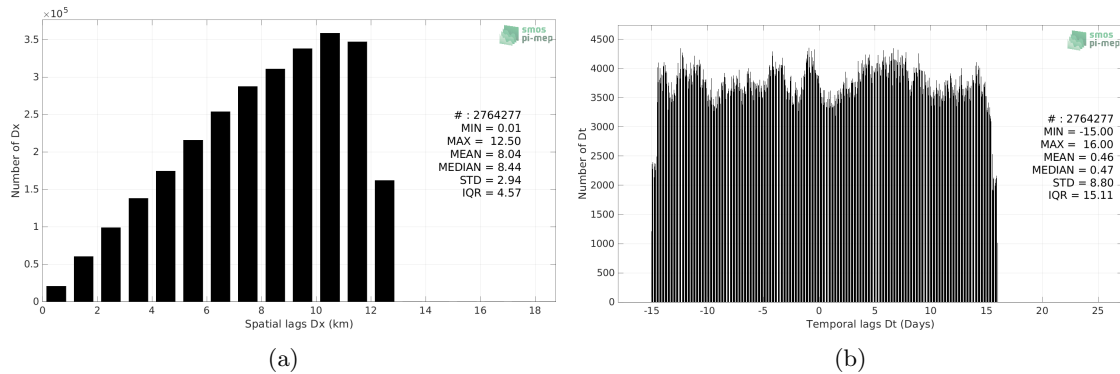 ×10⁵
3.5
3
2.5
2
1.5
1
0.5
0
Number of Dx
0 2 4 6 8 10 12 14 16 18
Spatial lags Dx (km)
smos
pi-mep
# : 2764277
MIN = 0.01
MAX = 12.50
MEAN = 8.04
MEDIAN = 8.44
STD = 2.94
IQR = 4.57
(a)
4500
4000
3500
3000
2500
2000
1500
1000
500
0
Number of Dt
-15 -10 -5 0 5 10 15 20 25
Temporal lags Dt (Days)
smos
pi-mep
# : 2764277
MIN = -15.00
MAX = 16.00
MEAN = 0.46
MEDIAN = 0.47
STD = 8.80
IQR = 15.11
(b)